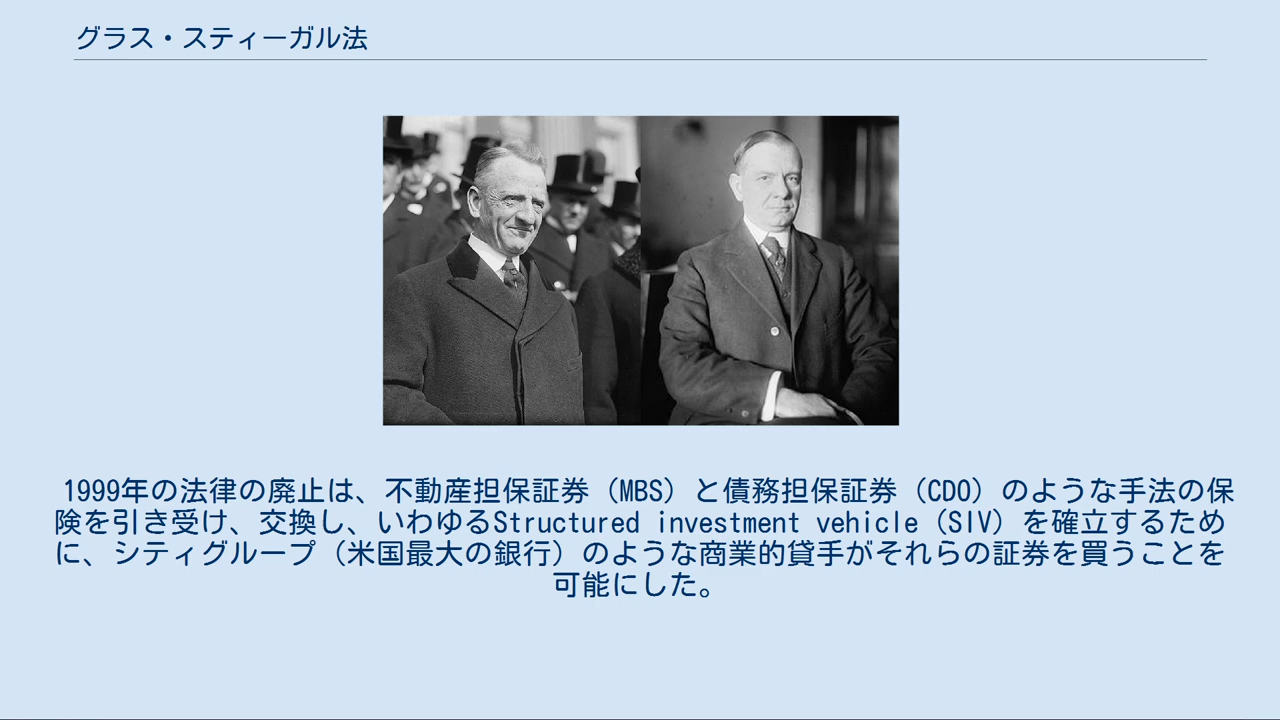 グラス・スティーガル法
1999年の法律の廃止は、不動産担保証券（MBS）と債務担保証券（CDO）のような手法の保
険を引き受け、交換し、いわゆるStructured investment vehicle（SIV）を確立するため
に、シティグループ（米国最大の銀行）のような商業的貸手がそれらの証券を買うことを
可能にした。